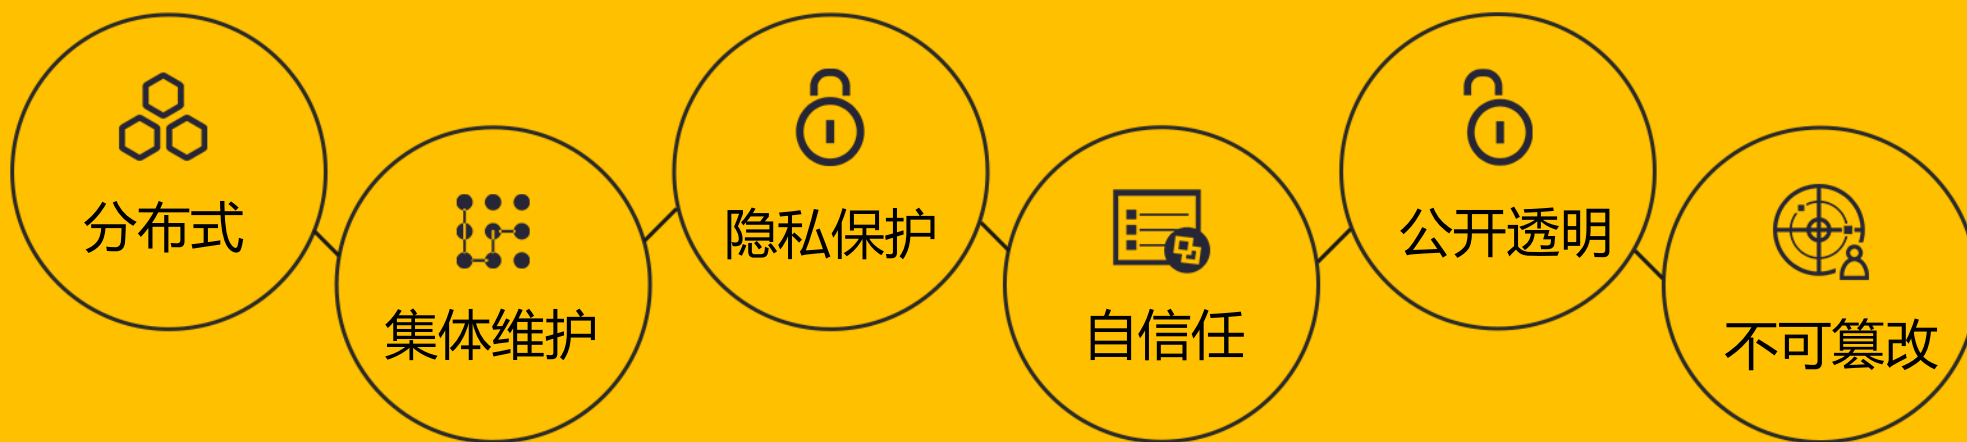 分布式
集体维护
隐私保护
自信任
公开透明
不可篡改